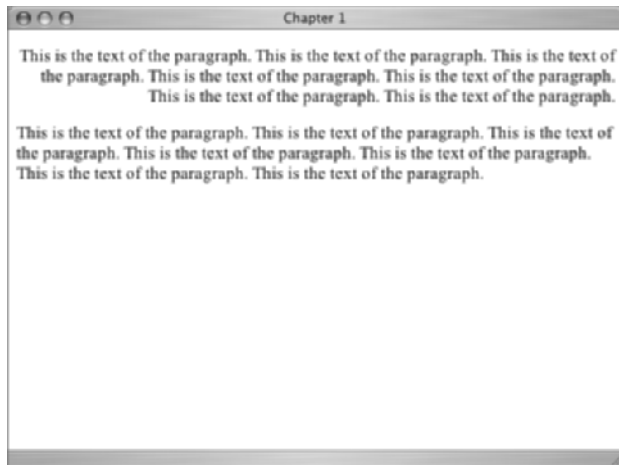 Chapter 1
This is the text of the paragraph. This is the text of the paragraph. This is the text of
the paragraph. This is the text of the paragraph. This is the text of the paragraph.
This is the text of the paragraph. This is the text of the paragraph.
This is the text of the paragraph. This is the text of the paragraph. This is the text of
the paragraph. This is the text of the paragraph. This is the text of the paragraph.
This is the text of the paragraph. This is the text of the paragraph.